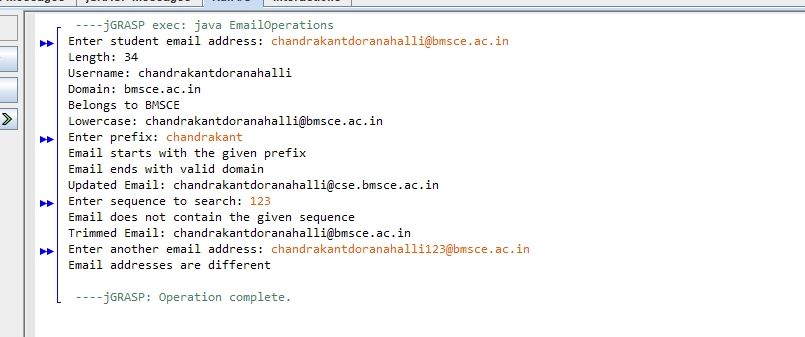 ----jGRASP exec: java EmailOperations
Enter student email address: chandrakantdoranahalli@bmsce.ac.in
Length: 34
Username: chandrakantdoranahalli
Domain: bmsce.ac.in
Belongs to BMSCE
Lowercase: chandrakantdoranahalli@bmsce.ac.in
Enter prefix: chandrakant
Email starts with the given prefix
Email ends with valid domain
Updated Email: chandrakantdoranahalli@cse.bmsce.ac.in
Enter sequence to search: 123
Email does not contain the given sequence
Trimmed Email: chandrakantdoranahalli@bmsce.ac.in
Enter another email address: chandrakantdoranahalli123@bmsce.ac.in
Email addresses are different
----jGRASP: Operation complete.